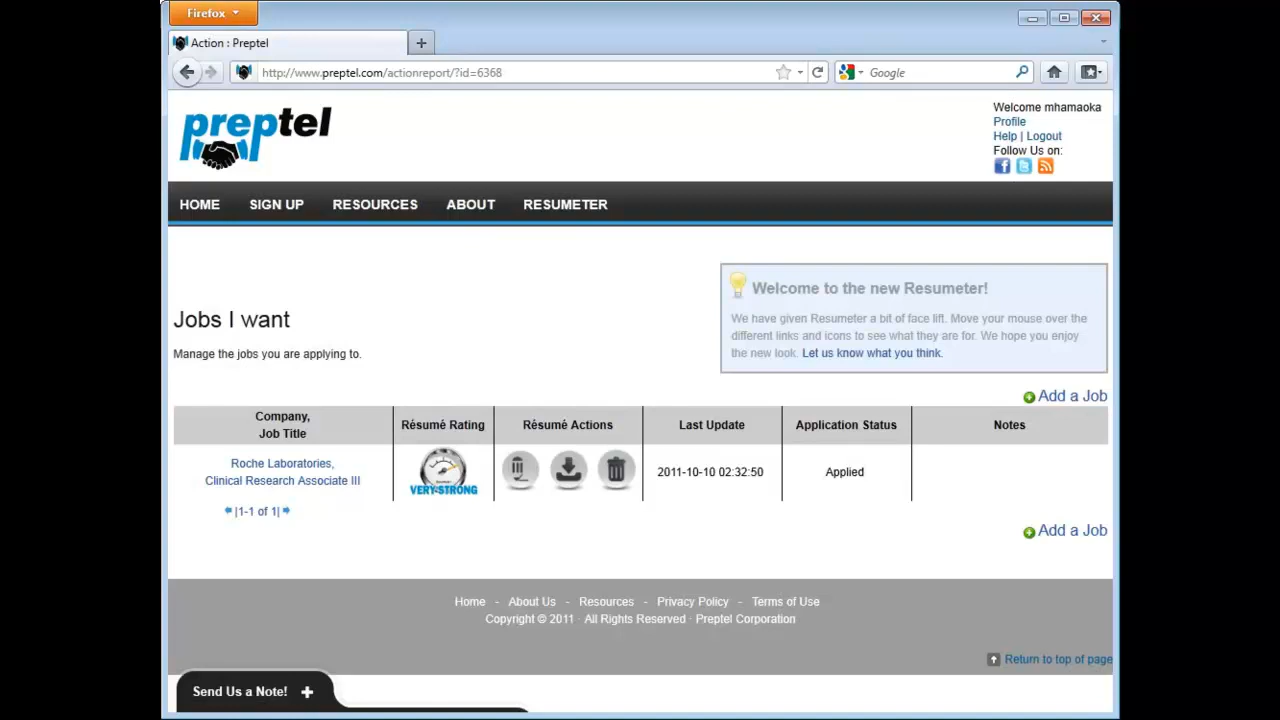 Firefox
Action : Preptel
http://www.preptel.com/actionreport/?id=6368
Google
preptel
Welcome mhamaoka
Profile
Help | Logout
Follow Us on:
HOME SIGN UP RESOURCES ABOUT RESUMETER
Welcome to the new Resumeter!
We have given Resumeter a bit of face lift. Move your mouse over the
different links and icons to see what they are for. We hope you enjoy
the new look. Let us know what you think.
Jobs I want
Manage the jobs you are applying to.
Add a Job
Company,
Job Title
Résumé Rating
Résumé Actions
Last Update
Application Status
Notes
Roche Laboratories,
Clinical Research Associate III
VERY-STRONG
2011-10-10 02:32:50
Applied
|1-1 of 1|
Add a Job
Home - About Us - Resources - Privacy Policy - Terms of Use
Copyright © 2011 · All Rights Reserved · Preptel Corporation
Return to top of page
Send Us a Note!